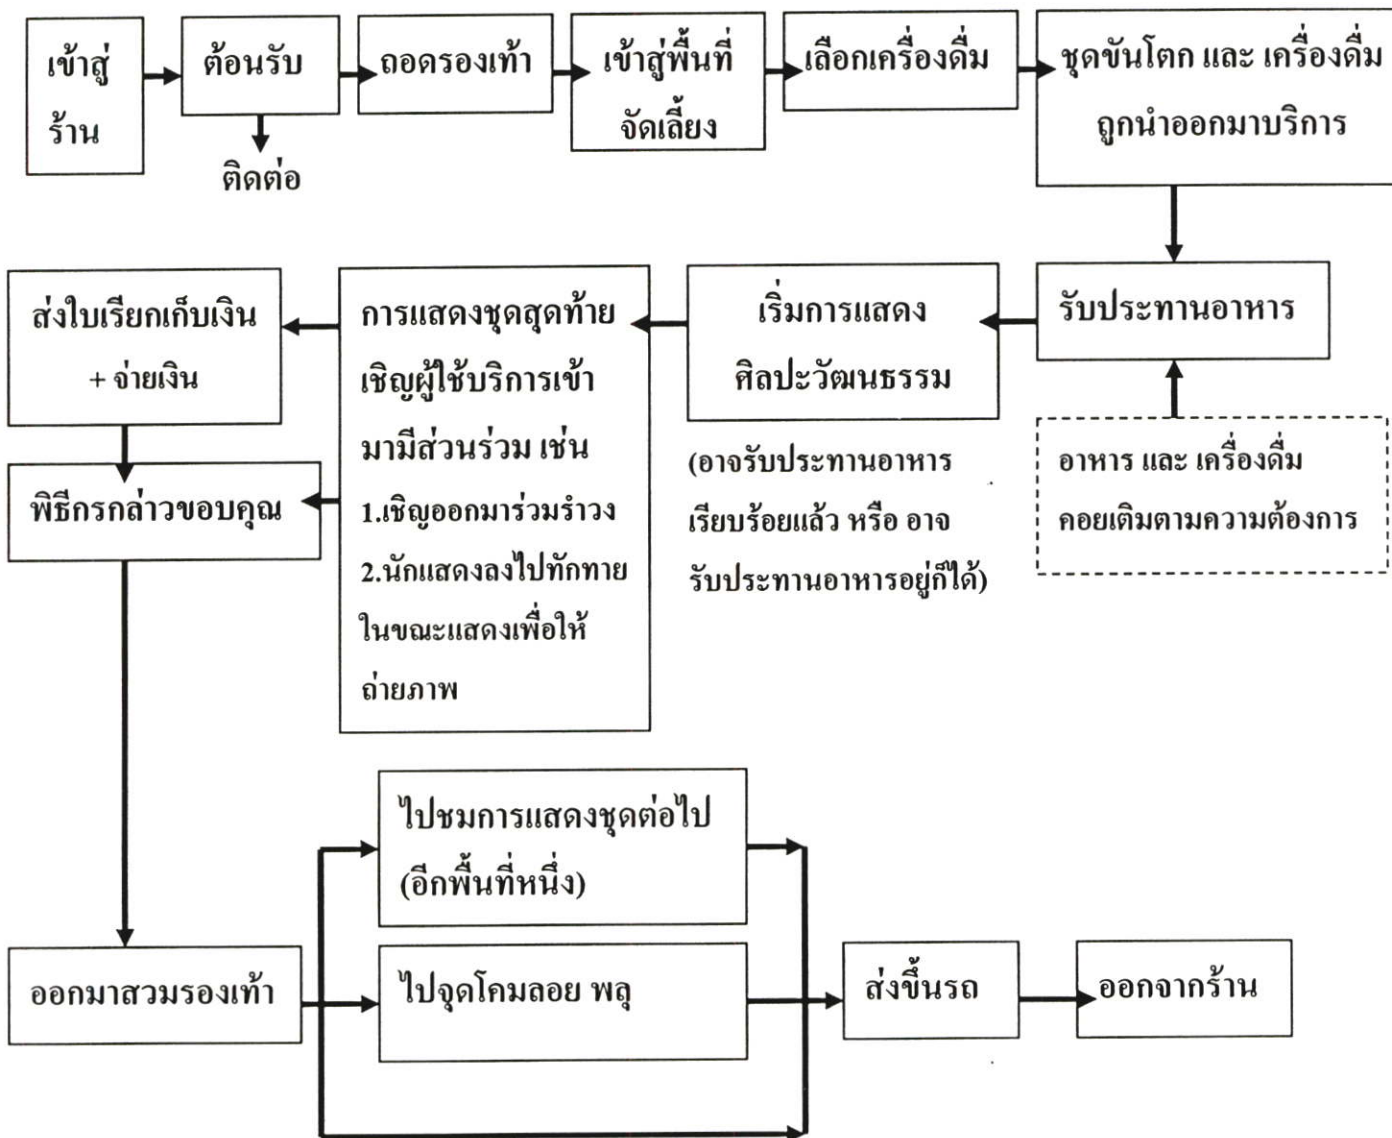 เข้าสู่
ร้าน
ต้อนรับ
ติดต่อ
ถอดรองเท้า
เข้าสู่พื้นที่
จัดเลี้ยง
เลือกเครื่องดื่ม
ชุดขันโตก และ เครื่องดื่ม
ถูกนำออกมาบริการ
รับประทานอาหาร
อาหาร และ เครื่องดื่ม
คอยเติมตามความต้องการ
เริ่มการแสดง
ศิลปะวัฒนธรรม
(อาจรับประทานอาหาร
เรียบร้อยแล้ว หรือ อาจ
รับประทานอาหารอยู่ก็ได้)
การแสดงชุดสุดท้าย
เชิญผู้ใช้บริการเข้า
มามีส่วนร่วม เช่น
1.เชิญออกมาร่วมรำวง
2.นักแสดงลงไปทักทาย
ในขณะแสดงเพื่อให้
ถ่ายภาพ
ส่งใบเรียกเก็บเงิน
+ จ่ายเงิน
พิธีกรกล่าวขอบคุณ
ออกมาสวมรองเท้า
ไปชมการแสดงชุดต่อไป
(อีกพื้นที่หนึ่ง)
ไปจุดโคมลอย พลุ
ส่งขึ้นรถ
ออกจากร้าน